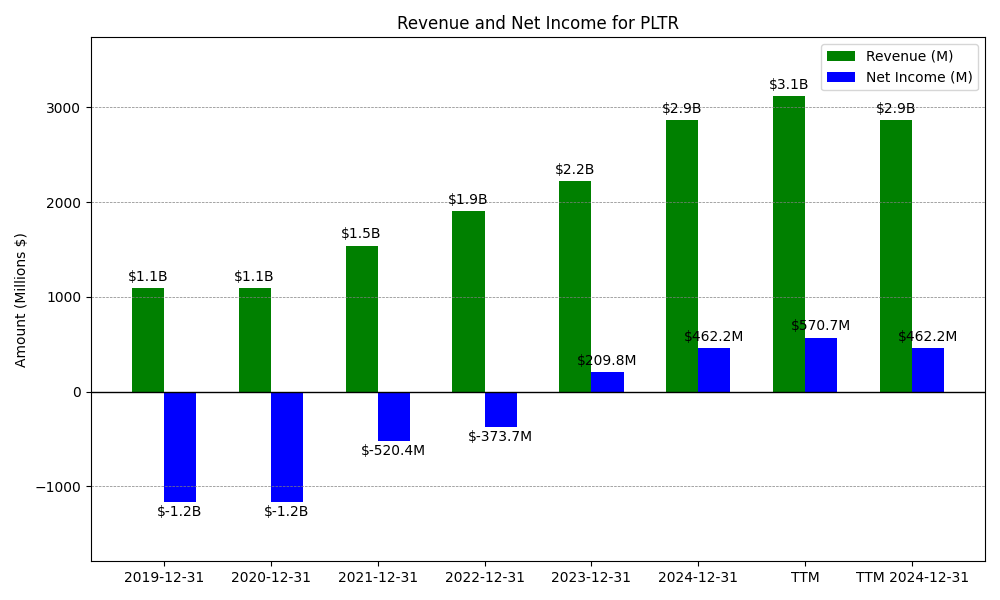 Revenue and Net Income for PLTR
Revenue (M)
Net Income (M)
Amount (Millions $)
3000
2000
1000
0
−1000
$1.1B
$1.1B
$1.5B
$1.9B
$2.2B
$2.9B
$3.1B
$2.9B
$-1.2B
$-1.2B
$-520.4M
$-373.7M
$209.8M
$462.2M
$570.7M
$462.2M
2019-12-31
2020-12-31
2021-12-31
2022-12-31
2023-12-31
2024-12-31
TTM
TTM 2024-12-31